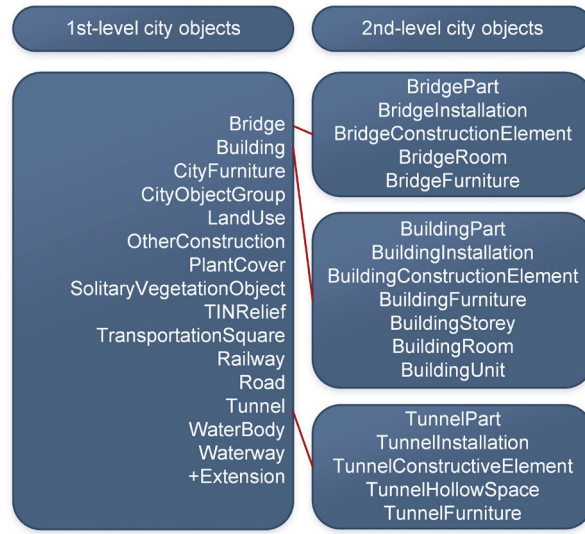 1st-level city objects
2nd-level city objects
Bridge
Building
CityFurniture
CityObjectGroup
LandUse
OtherConstruction
PlantCover
SolitaryVegetationObject
TINRelief
TransportationSquare
Railway
Road
Tunnel
WaterBody
Waterway
+Extension
BridgePart
BridgeInstallation
BridgeConstructionElement
BridgeRoom
BridgeFurniture
BuildingPart
BuildingInstallation
BuildingConstructionElement
BuildingFurniture
BuildingStorey
BuildingRoom
BuildingUnit
TunnelPart
TunnelInstallation
TunnelConstructiveElement
TunnelHollowSpace
TunnelFurniture